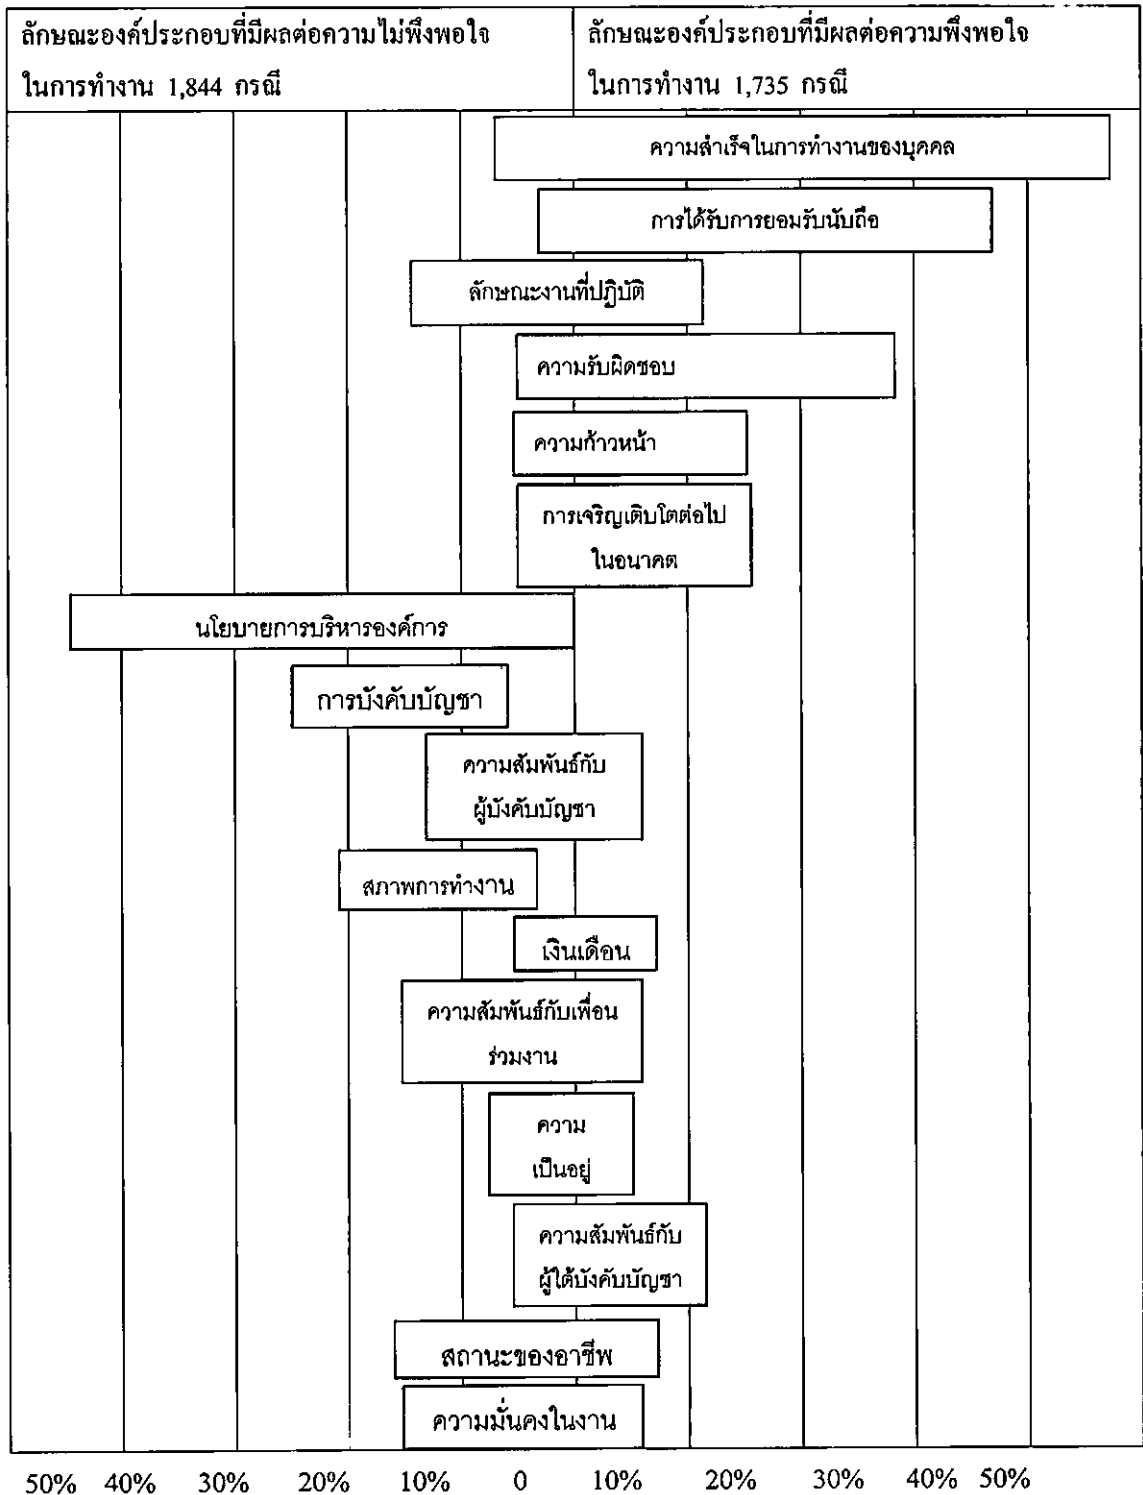 ลักษณะองค์ประกอบที่มีผลต่อความไม่พึงพอใจ
ในการทำงาน 1,844 กรณี
ลักษณะองค์ประกอบที่มีผลต่อความพึงพอใจ
ในการทำงาน 1,735 กรณี
ความสำเร็จในการทำงานของบุคคล
การได้รับการยอมรับนับถือ
ลักษณะงานที่ปฏิบัติ
ความรับผิดชอบ
ความก้าวหน้า
การเจริญเติบโตต่อไป
ในอนาคต
นโยบายการบริหารองค์การ
การบังคับบัญชา
ความสัมพันธ์กับ
ผู้บังคับบัญชา
สภาพการทำงาน
เงินเดือน
ความสัมพันธ์กับเพื่อน
ร่วมงาน
ความ
เป็นอยู่
ความสัมพันธ์กับ
ผู้ใต้บังคับบัญชา
สถานะของอาชีพ
ความมั่นคงในงาน
50% 40% 30% 20% 10% 0 10% 20% 30% 40% 50%